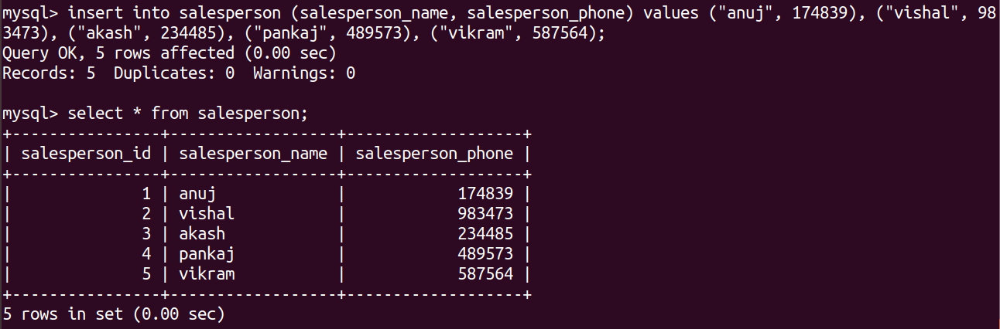 mysql> insert into salesperson (salesperson_name, salesperson_phone) values ("anuj", 174839), ("vishal", 98
3473), ("akash", 234485), ("pankaj", 489573), ("vikram", 587564);
Query OK, 5 rows affected (0.00 sec)
Records: 5  Duplicates: 0  Warnings: 0

mysql> select * from salesperson;
+----------------+------------------+-------------------+
| salesperson_id | salesperson_name | salesperson_phone |
+----------------+------------------+-------------------+
|              1 | anuj             |            174839 |
|              2 | vishal           |            983473 |
|              3 | akash            |            234485 |
|              4 | pankaj           |            489573 |
|              5 | vikram           |            587564 |
+----------------+------------------+-------------------+
5 rows in set (0.00 sec)